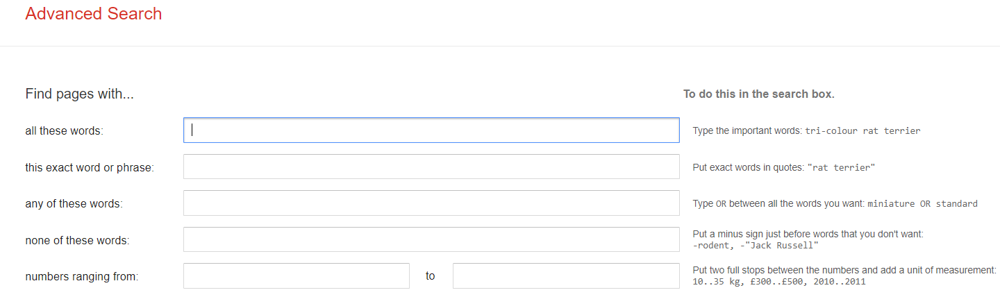 Advanced Search
Find pages with...
To do this in the search box.
all these words:
Type the important words: tri-colour rat terrier
this exact word or phrase:
Put exact words in quotes: "rat terrier"
any of these words:
Type OR between all the words you want: miniature OR standard
none of these words:
Put a minus sign just before words that you don't want:
-rodent, -"Jack Russell"
numbers ranging from:
to
Put two full stops between the numbers and add a unit of measurement:
10..35 kg, £300..£500, 2010..2011